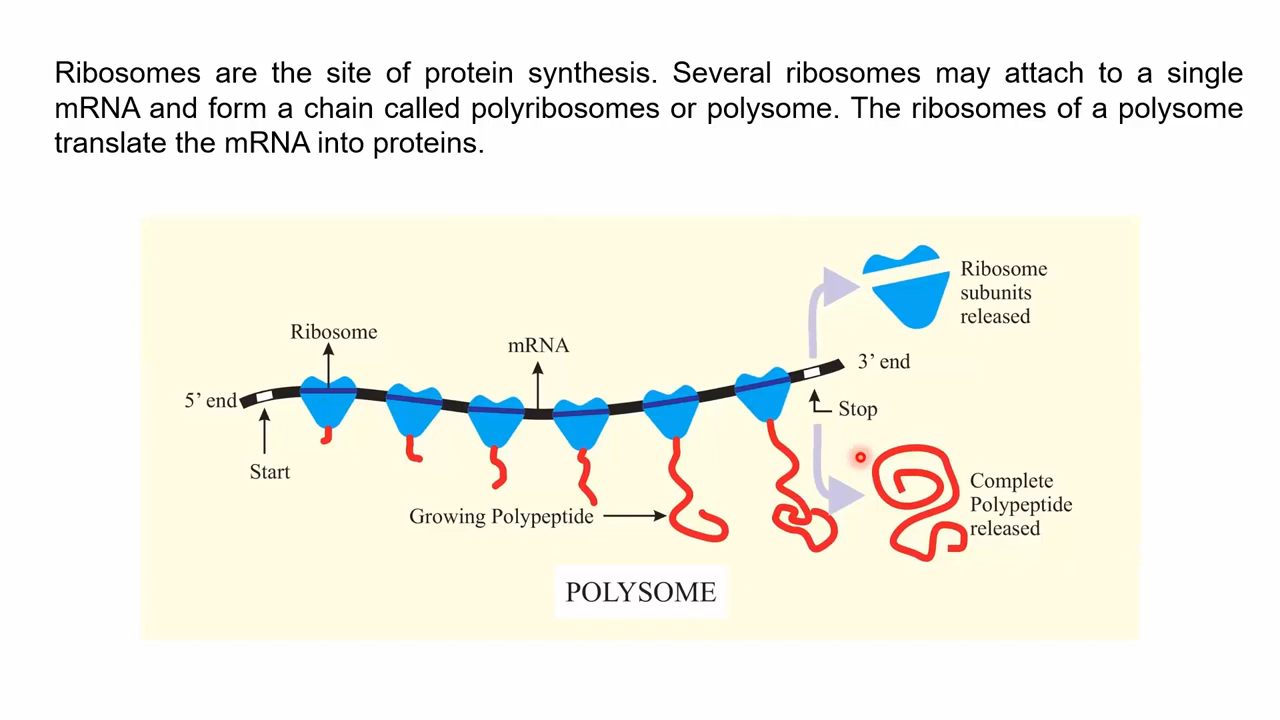 Ribosomes are the site of protein synthesis. Several ribosomes may attach to a single
mRNA and form a chain called polyribosomes or polysome. The ribosomes of a polysome
translate the mRNA into proteins.
Ribosome
subunits
released
Ribosome
mRNA
3’ end
5’ end
Stop
Start
Complete
Polypeptide
released
Growing Polypeptide
POLYSOME